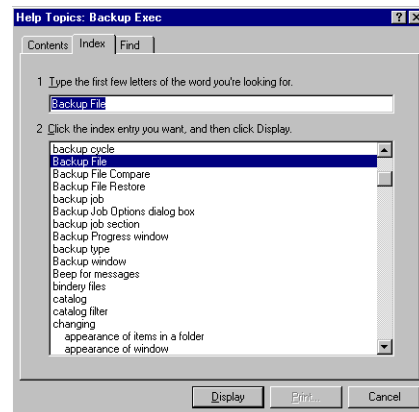 Help Topics: Backup Exec
Contents Index Find
1 Type the first few letters of the word you're looking for.
Backup File
2 Click the index entry you want, and then click Display.
backup cycle
Backup File
Backup File Compare
Backup File Restore
backup job
Backup Job Options dialog box
backup job section
Backup Progress window
backup type
Backup window
Beep for messages
bindery files
catalog
catalog filter
changing
appearance of items in a folder
appearance of window
Display Print... Cancel